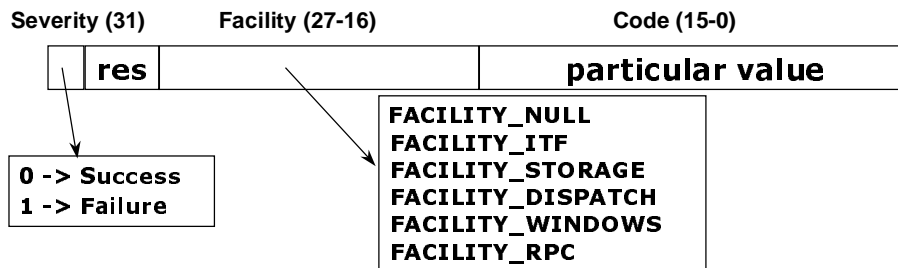 Severity (31) Facility (27-16) Code (15-0)
res particular value
0 -> Success
1 -> Failure
FACILITY_NULL
FACILITY_ITF
FACILITY_STORAGE
FACILITY_DISPATCH
FACILITY_WINDOWS
FACILITY_RPC